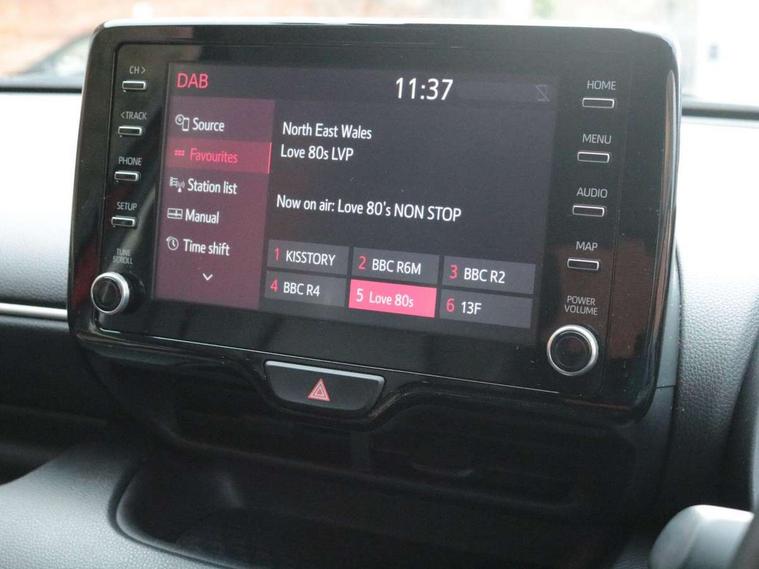 CH >
< TRACK
PHONE
SETUP
TUNE
SCROLL
DAB
11:37
Source
Favourites
Station list
Manual
Time shift
North East Wales
Love 80s LVP
Now on air: Love 80's NON STOP
1 KISSTORY
2 BBC R6M
3 BBC R2
4 BBC R4
5 Love 80s
6 13F
HOME
MENU
AUDIO
MAP
POWER
VOLUME